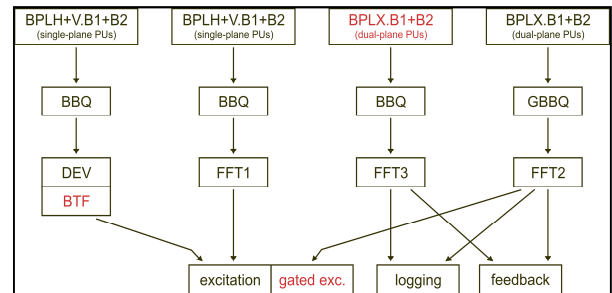 BPLH+V.B1+B2
(single-plane PUs)
BPLH+V.B1+B2
(single-plane PUs)
BPLX.B1+B2
(dual-plane PUs)
BPLX.B1+B2
(dual-plane PUs)
BBQ
BBQ
BBQ
GBBQ
DEV
BTF
FFT1
FFT3
FFT2
excitation
gated exc.
logging
feedback